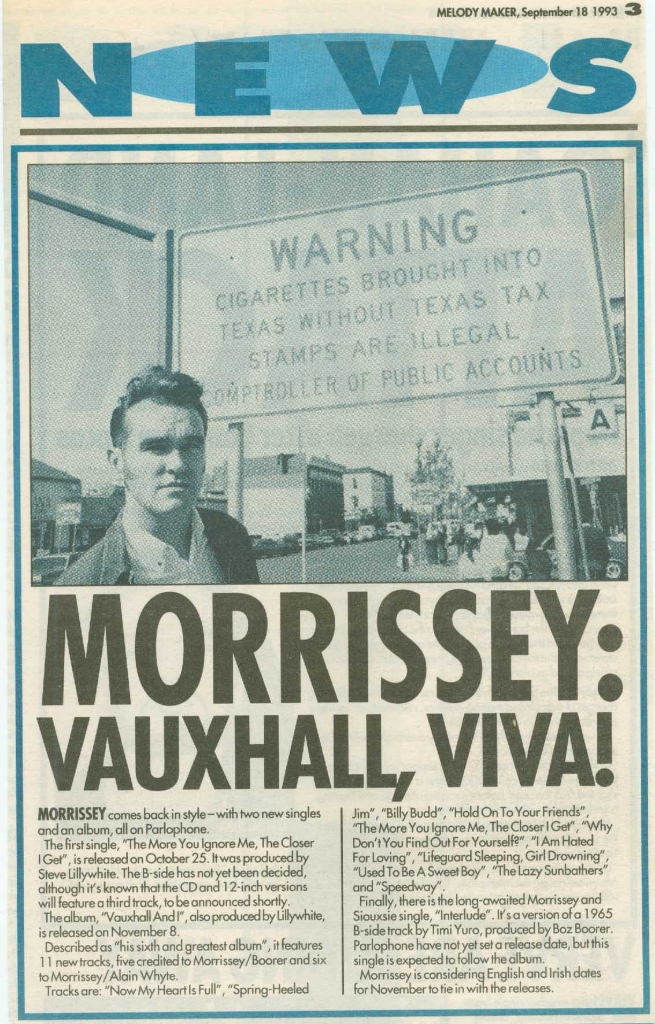 MELODY MAKER, September 18 1993 3
NEWS
WARNING
CIGARETTES BROUGHT INTO
TEXAS WITHOUT TEXAS TAX
STAMPS ARE ILLEGAL
OMPTROLLER OF PUBLIC ACCOUNTS
A
MORRISSEY:
VAUXHALL, VIVA!
MORRISSEY comes back in style – with two new singles
and an album, all on Parlophone.
The first single, "The More You Ignore Me, The Closer
I Get", is released on October 25. It was produced by
Steve Lillywhite. The B-side has not yet been decided,
although it's known that the CD and 12-inch versions
will feature a third track, to be announced shortly.
The album, "Vauxhall And I", also produced by Lillywhite,
is released on November 8.
Described as "his sixth and greatest album", it features
11 new tracks, five credited to Morrissey/Boorer and six
to Morrissey/Alain Whyte.
Tracks are: "Now My Heart Is Full", "Spring-Heeled
Jim", "Billy Budd", "Hold On To Your Friends",
"The More You Ignore Me, The Closer I Get", "Why
Don't You Find Out For Yourself?", "I Am Hated
For Loving", "Lifeguard Sleeping, Girl Drowning",
"Used To Be A Sweet Boy", "The Lazy Sunbathers"
and "Speedway".
Finally, there is the long-awaited Morrissey and
Siouxsie single, "Interlude". It's a version of a 1965
B-side track by Timi Yuro, produced by Boz Boorer.
Parlophone have not yet set a release date, but this
single is expected to follow the album.
Morrissey is considering English and Irish dates
for November to tie in with the releases.